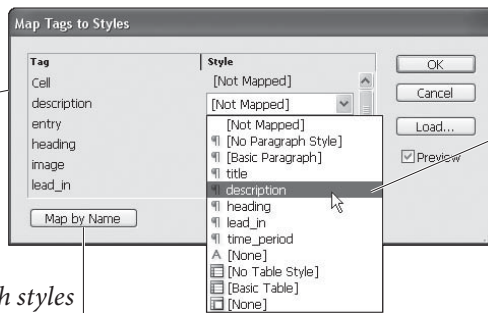 Map Tags to Styles
Tag Style
Cell [Not Mapped]
description [Not Mapped]
entry
heading
image
lead_in
[Not Mapped]
[No Paragraph Style]
[Basic Paragraph]
title
description
heading
lead_in
time_period
A [None]
[No Table Style]
[Basic Table]
[None]
OK
Cancel
Load...
Preview
Map by Name
h styles